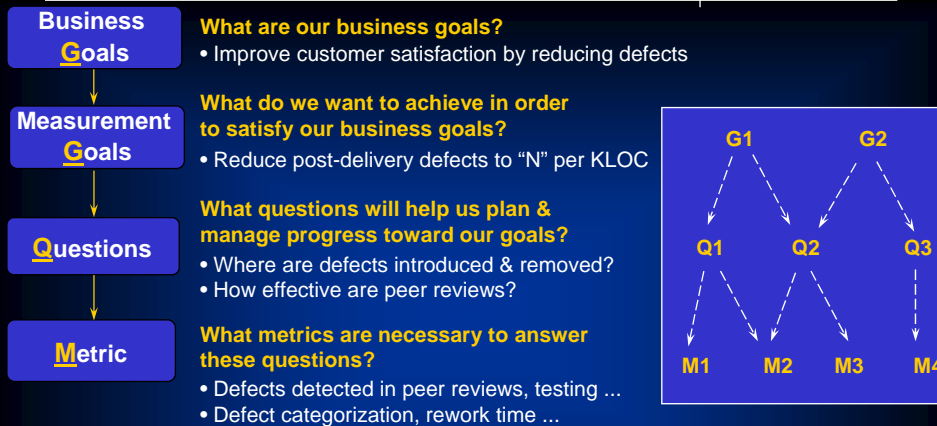 Business
Goals
What are our business goals?
• Improve customer satisfaction by reducing defects
Measurement
Goals
What do we want to achieve in order
to satisfy our business goals?
• Reduce post-delivery defects to “N” per KLOC
Questions
What questions will help us plan &
manage progress toward our goals?
• Where are defects introduced & removed?
• How effective are peer reviews?
Metric
What metrics are necessary to answer
these questions?
• Defects detected in peer reviews, testing ...
• Defect categorization, rework time ...
G1 G2
Q1 Q2 Q3
M1 M2 M3 M4